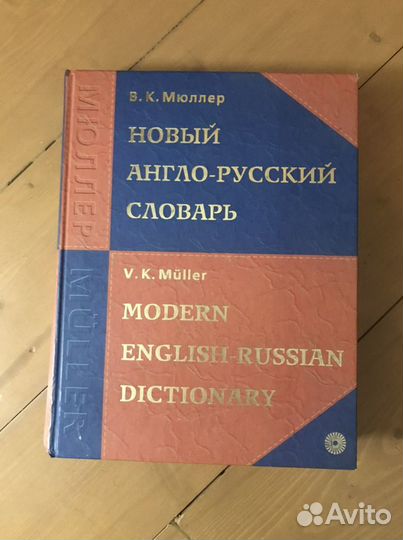 МЮЛЛЕР
В. К. Мюллер
НОВЫЙ
АНГЛО-РУССКИЙ
СЛОВАРЬ
MÜLLER
V. K. Müller
MODERN
ENGLISH-RUSSIAN
DICTIONARY
Avito